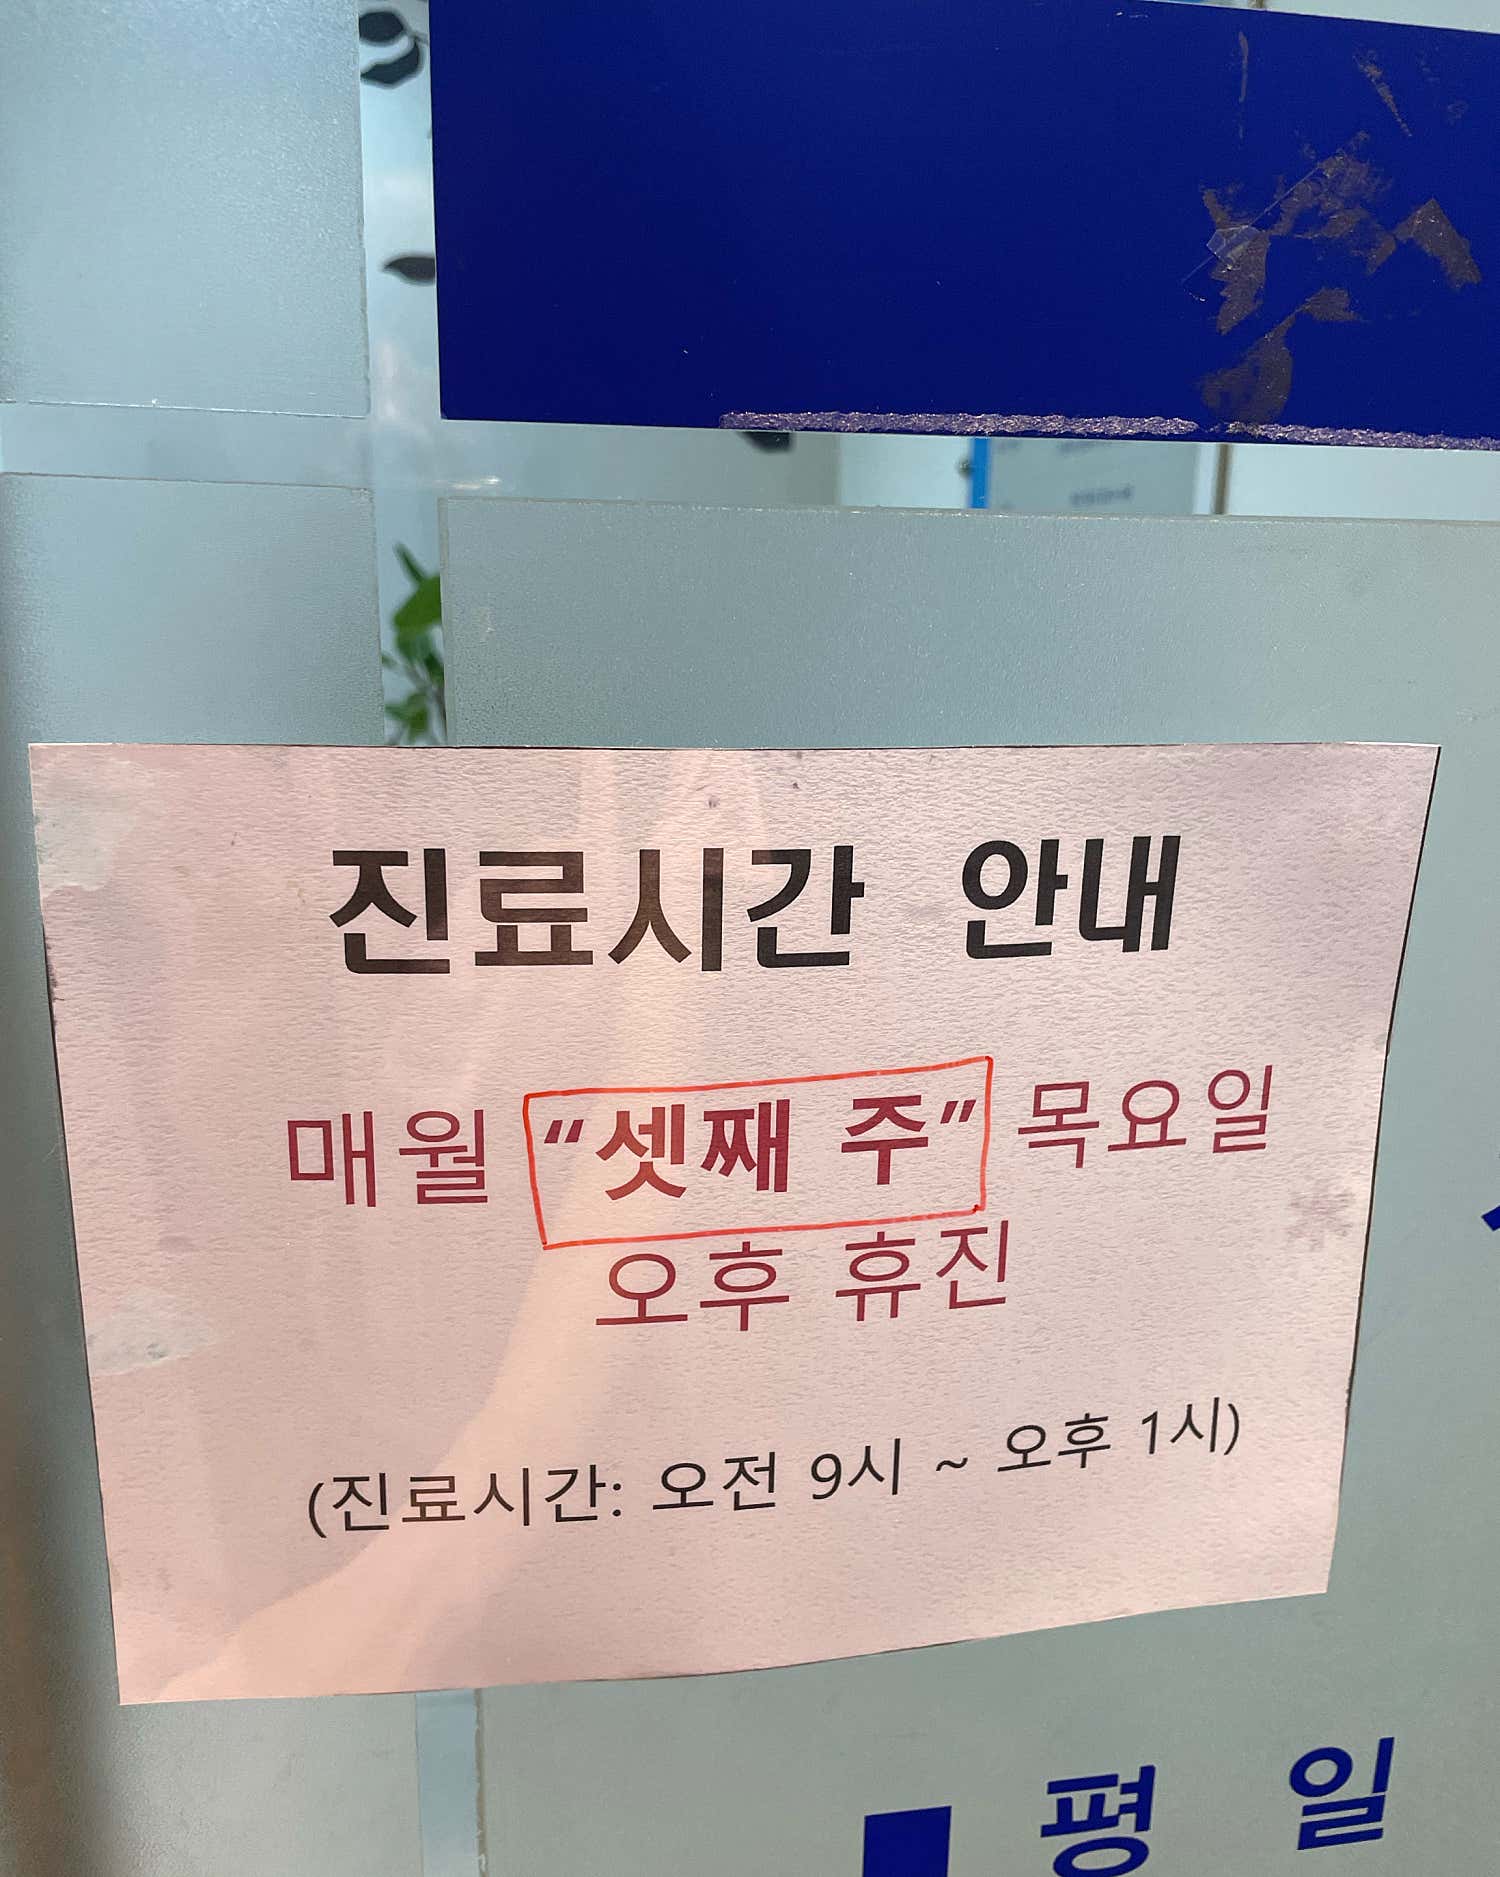 진료시간 안내
매월 "셋째 주" 목요일
오후 휴진
(진료시간: 오전 9시 ~ 오후 1시)
평 일